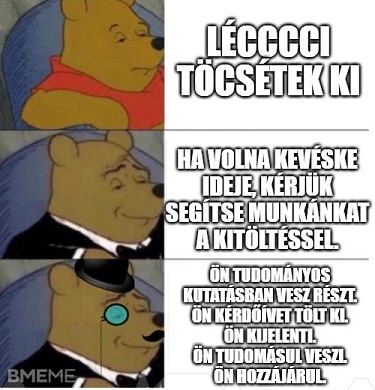 LÉCCCCI
TÖCSÉTEK KI
HA VOLNA KEVÉSKE
IDEJE, KÉRJÜK
SEGÍTSE MUNKÁNKAT
A KITÖLTÉSSEL.
ÖN TUDOMÁNYOS
KUTATÁSBAN VESZ RÉSZT.
ÖN KÉRDŐÍVET TÖLT KI.
ÖN KIJELENTI.
ÖN TUDOMÁSUL VESZI.
ÖN HOZZÁJÁRUL.
BMEME